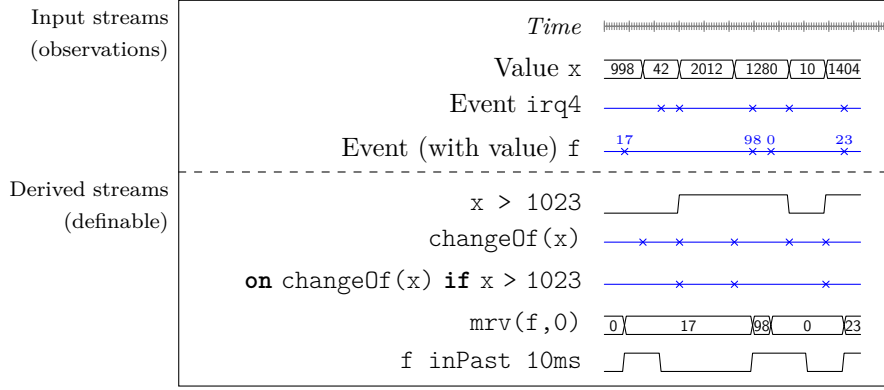 Input streams
(observations)
Time
Value x
998 42 2012 1280 10 1404
Event irq4
Event (with value) f
17 98 0 23
Derived streams
(definable)
x > 1023
changeOf(x)
on changeOf(x) if x > 1023
mrv(f,0)
0 17 98 0 23
f inPast 10ms